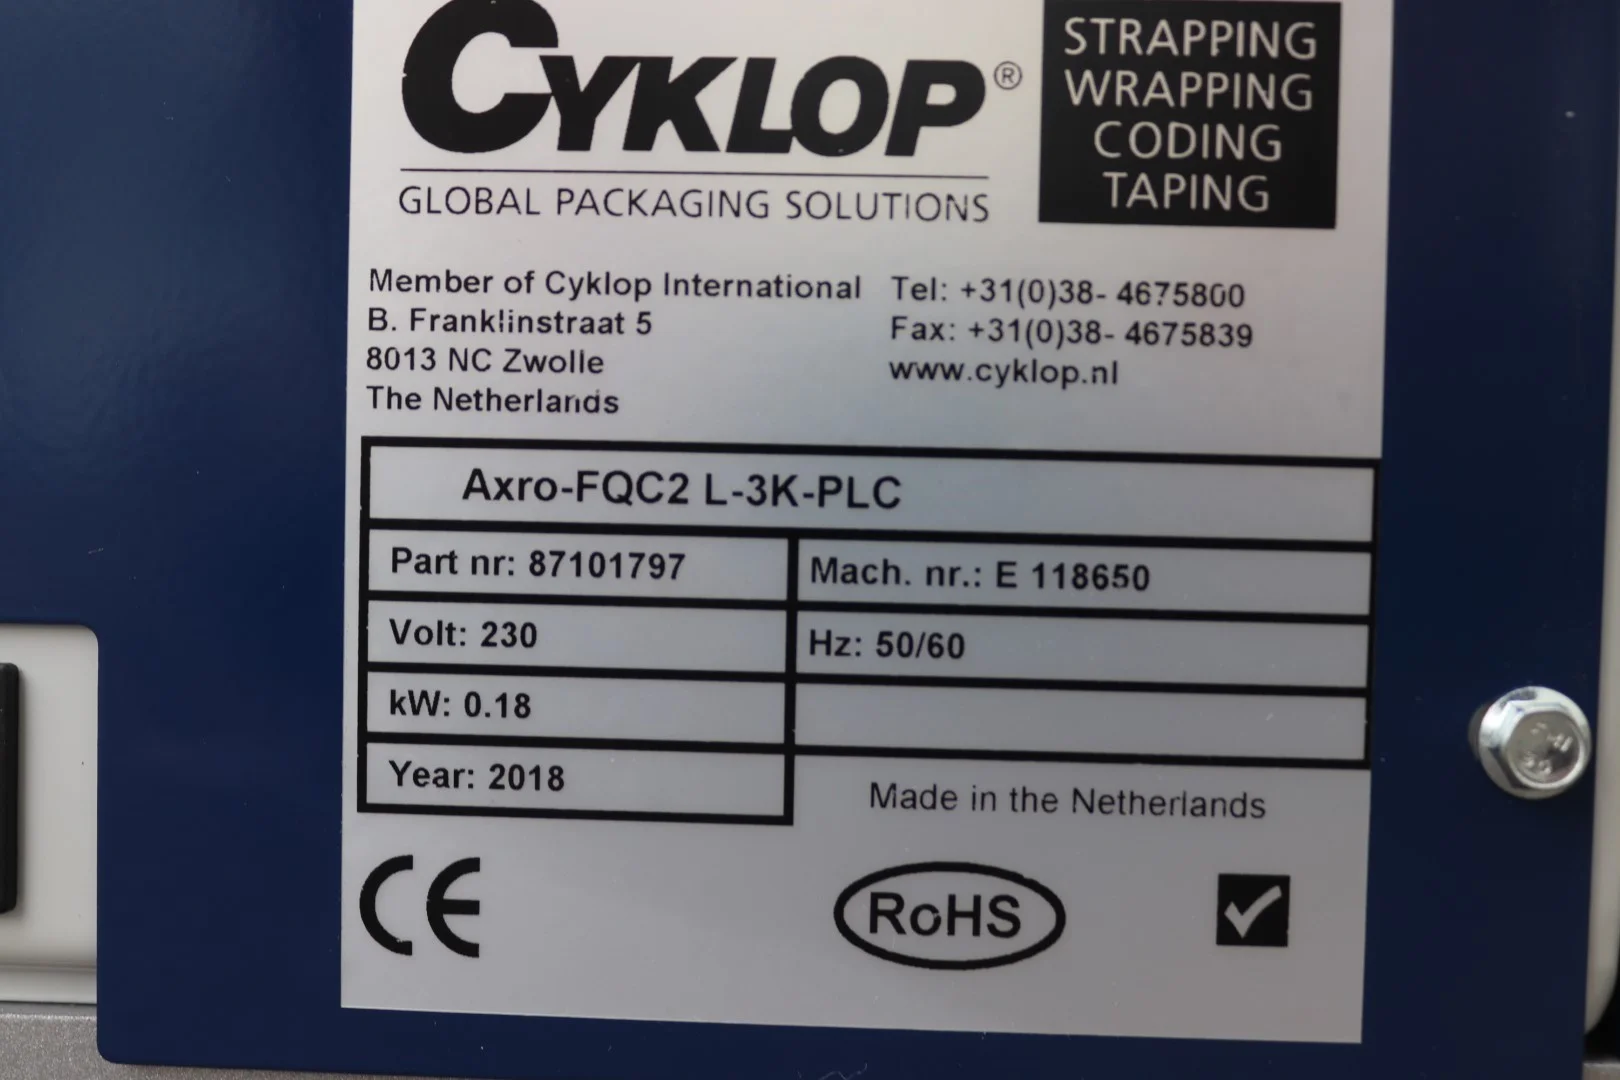 CYKLOP®
GLOBAL PACKAGING SOLUTIONS
STRAPPING
WRAPPING
CODING
TAPING
Member of Cyklop International
B. Franklinstraat 5
8013 NC Zwolle
The Netherlands
Tel: +31(0)38- 4675800
Fax: +31(0)38- 4675839
www.cyklop.nl
Axro-FQC2 L-3K-PLC
Part nr: 87101797
Mach. nr.: E 118650
Volt: 230
Hz: 50/60
kW: 0.18
Year: 2018
Made in the Netherlands
CE
RoHS